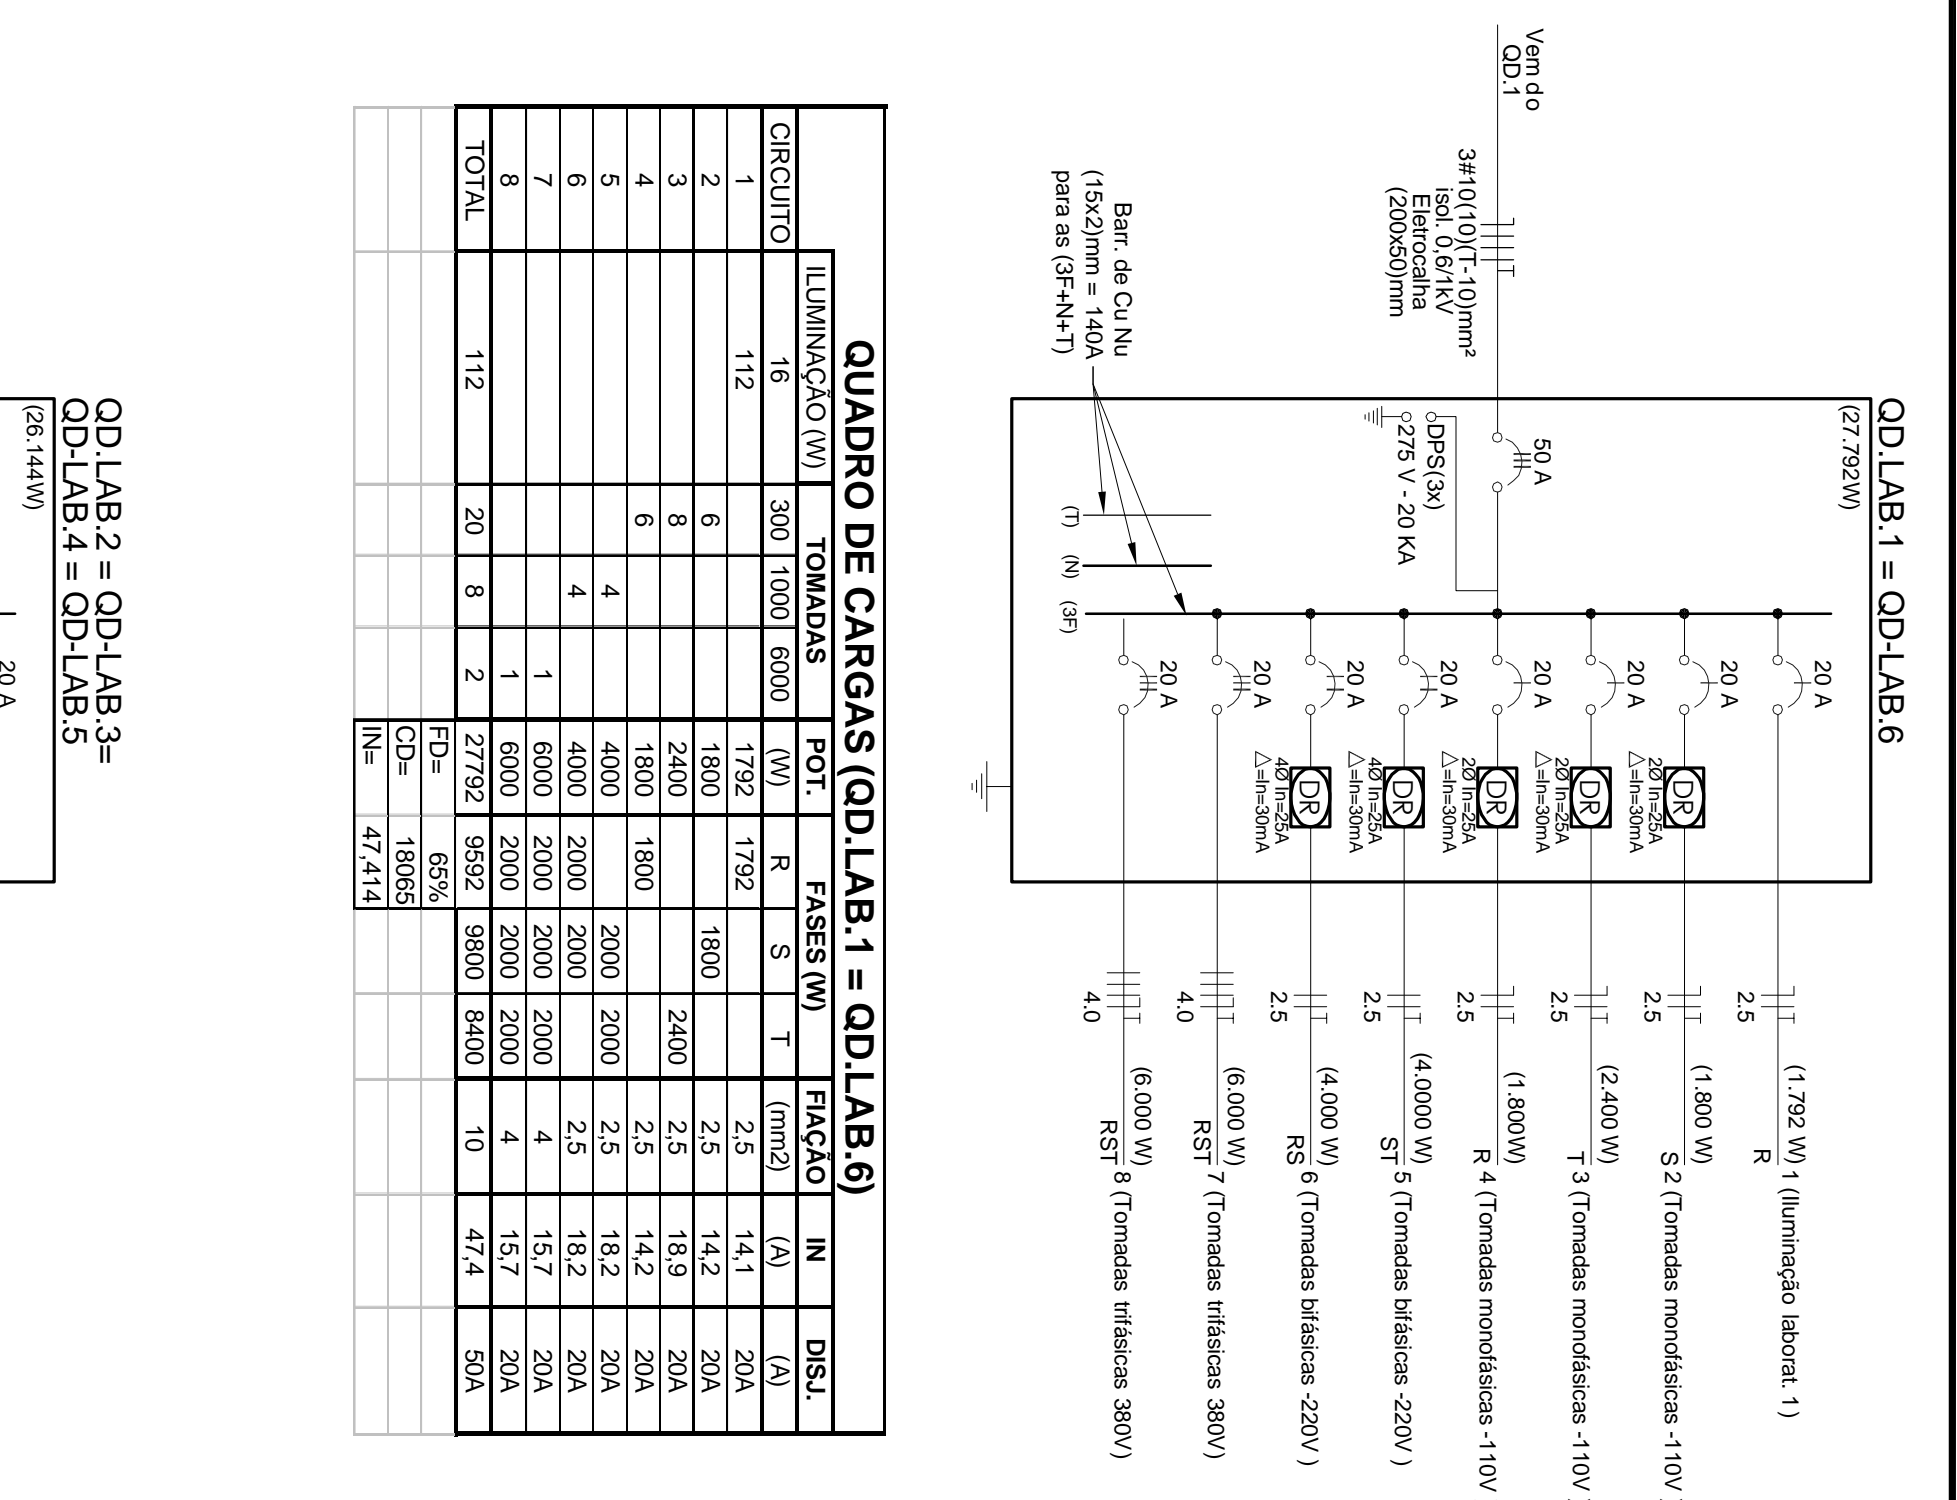 QD.LAB.1 = QD-LAB.6
(27.792W)
Vem do
QD.1
3#10(10)(T-10)mm²
isol. 0,6/1kV
Eletrocalha
(200x50)mm
50 A
DPS(3x)
275 V - 20 KA
Barr. de Cu Nu
(15x2)mm = 140A
para as (3F+N+T)
(T)
(N)
(3F)
20 A
2.5
(1.792 W)
R
1 (Iluminação laborat. 1 )
20 A
DR
2Ø In=25A
△=In=30mA
2.5
(1.800 W)
S
2 (Tomadas monofásicas -110V
20 A
DR
2Ø In=25A
△=In=30mA
2.5
(2.400 W)
T
3 (Tomadas monofásicas -110V
20 A
DR
2Ø In=25A
△=In=30mA
2.5
(1.800W)
R
4 (Tomadas monofásicas -110V
20 A
DR
4Ø In=25A
△=In=30mA
2.5
(4.0000 W)
ST
5 (Tomadas bifásicas -220V )
20 A
DR
4Ø In=25A
△=In=30mA
2.5
(4.000 W)
RS
6 (Tomadas bifásicas -220V )
20 A
4.0
(6.000 W)
RST
7 (Tomadas trifásicas 380V)
20 A
4.0
(6.000 W)
RST
8 (Tomadas trifásicas 380V)
QUADRO DE CARGAS (QD.LAB.1 = QD.LAB.6)
ILUMINAÇÃO (W) TOMADAS POT. FASES (W) FIAÇÃO IN DISJ.
CIRCUITO 16 300 1000 6000 (W) R S T (mm2) (A) (A)
1 112 1792 1792 2,5 14,1 20A
2 6 1800 1800 2,5 14,2 20A
3 8 2400 2400 2,5 18,9 20A
4 6 1800 1800 2,5 14,2 20A
5 4 4000 2000 2000 2,5 18,2 20A
6 4 4000 2000 2000 2,5 18,2 20A
7 1 6000 2000 2000 2000 4 15,7 20A
8 1 6000 2000 2000 2000 4 15,7 20A
TOTAL 112 20 8 2 27792 9592 9800 8400 10 47,4 50A
FD= 65%
CD= 18065
IN= 47,414
QD.LAB.2 = QD-LAB.3=
QD-LAB.4 = QD-LAB.5
(26.144W)
20 A